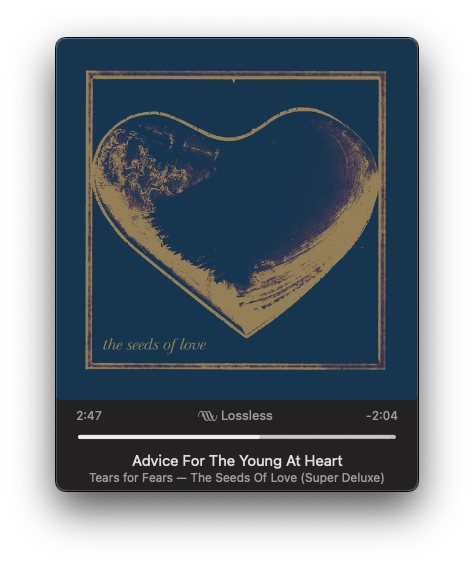 the seeds of love
2:47 Lossless -2:04
Advice For The Young At Heart
Tears for Fears — The Seeds Of Love (Super Deluxe)